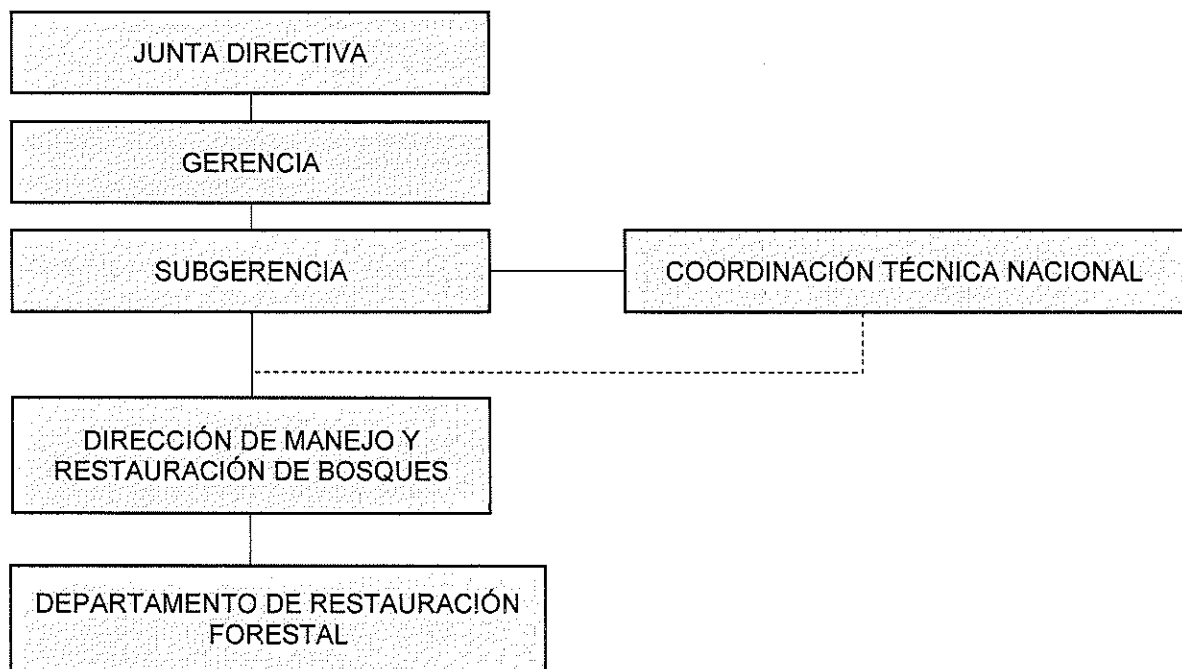 JUNTA DIRECTIVA
GERENCIA
SUBGERENCIA
COORDINACIÓN TÉCNICA NACIONAL
DIRECCIÓN DE MANEJO Y
RESTAURACIÓN DE BOSQUES
DEPARTAMENTO DE RESTAURACIÓN
FORESTAL